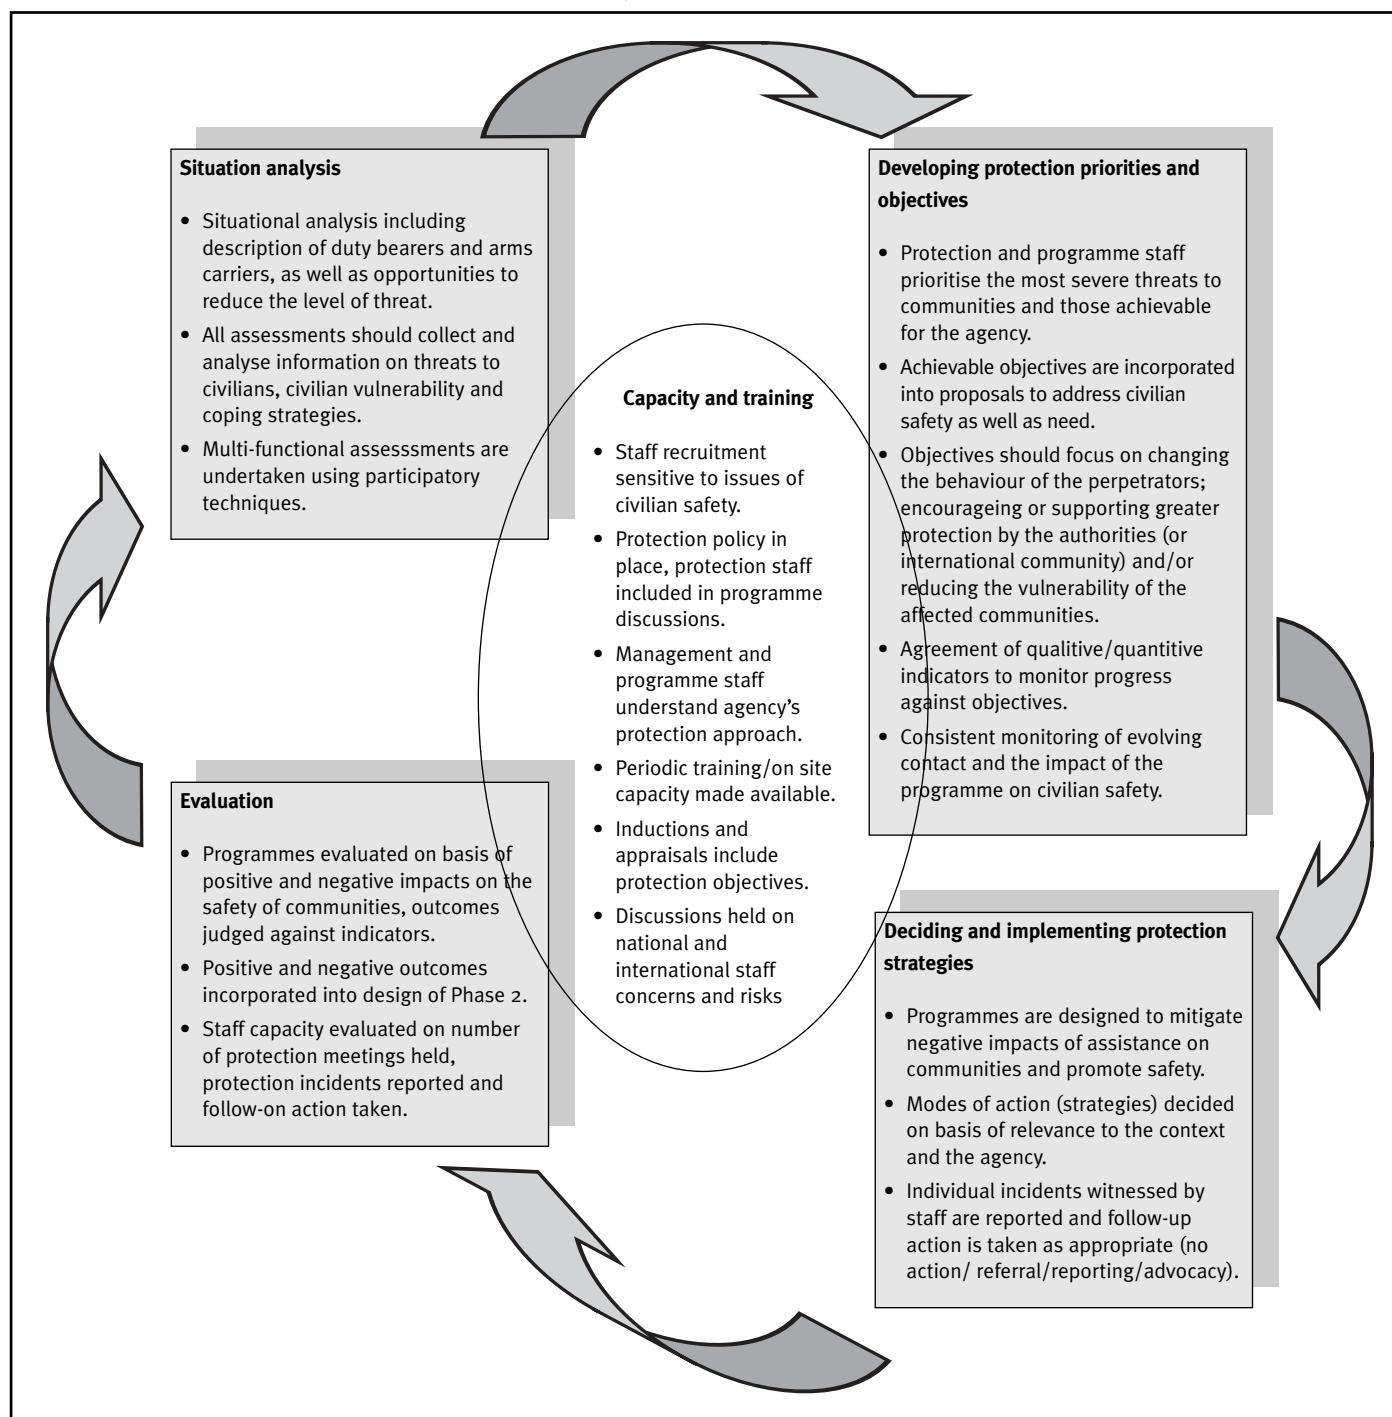 Situation analysis
• Situational analysis including
description of duty bearers and arms
carriers, as well as opportunities to
reduce the level of threat.
• All assessments should collect and
analyse information on threats to
civilians, civilian vulnerability and
coping strategies.
• Multi-functional assesssments are
undertaken using participatory
techniques.
Developing protection priorities and
objectives
• Protection and programme staff
prioritise the most severe threats to
communities and those achievable
for the agency.
• Achievable objectives are incorporated
into proposals to address civilian
safety as well as need.
• Objectives should focus on changing
the behaviour of the perpetrators;
encourageing or supporting greater
protection by the authorities (or
international community) and/or
reducing the vulnerability of the
affected communities.
• Agreement of qualitive/quantitive
indicators to monitor progress
against objectives.
• Consistent monitoring of evolving
contact and the impact of the
programme on civilian safety.
Capacity and training
• Staff recruitment
sensitive to issues of
civilian safety.
• Protection policy in
place, protection staff
included in programme
discussions.
• Management and
programme staff
understand agency’s
protection approach.
• Periodic training/on site
capacity made available.
• Inductions and
appraisals include
protection objectives.
• Discussions held on
national and
international staff
concerns and risks
Evaluation
• Programmes evaluated on basis of
positive and negative impacts on the
safety of communities, outcomes
judged against indicators.
• Positive and negative outcomes
incorporated into design of Phase 2.
• Staff capacity evaluated on number
of protection meetings held,
protection incidents reported and
follow-on action taken.
Deciding and implementing protection
strategies
• Programmes are designed to mitigate
negative impacts of assistance on
communities and promote safety.
• Modes of action (strategies) decided
on basis of relevance to the context
and the agency.
• Individual incidents witnessed by
staff are reported and follow-up
action is taken as appropriate (no
action/ referral/reporting/advocacy).